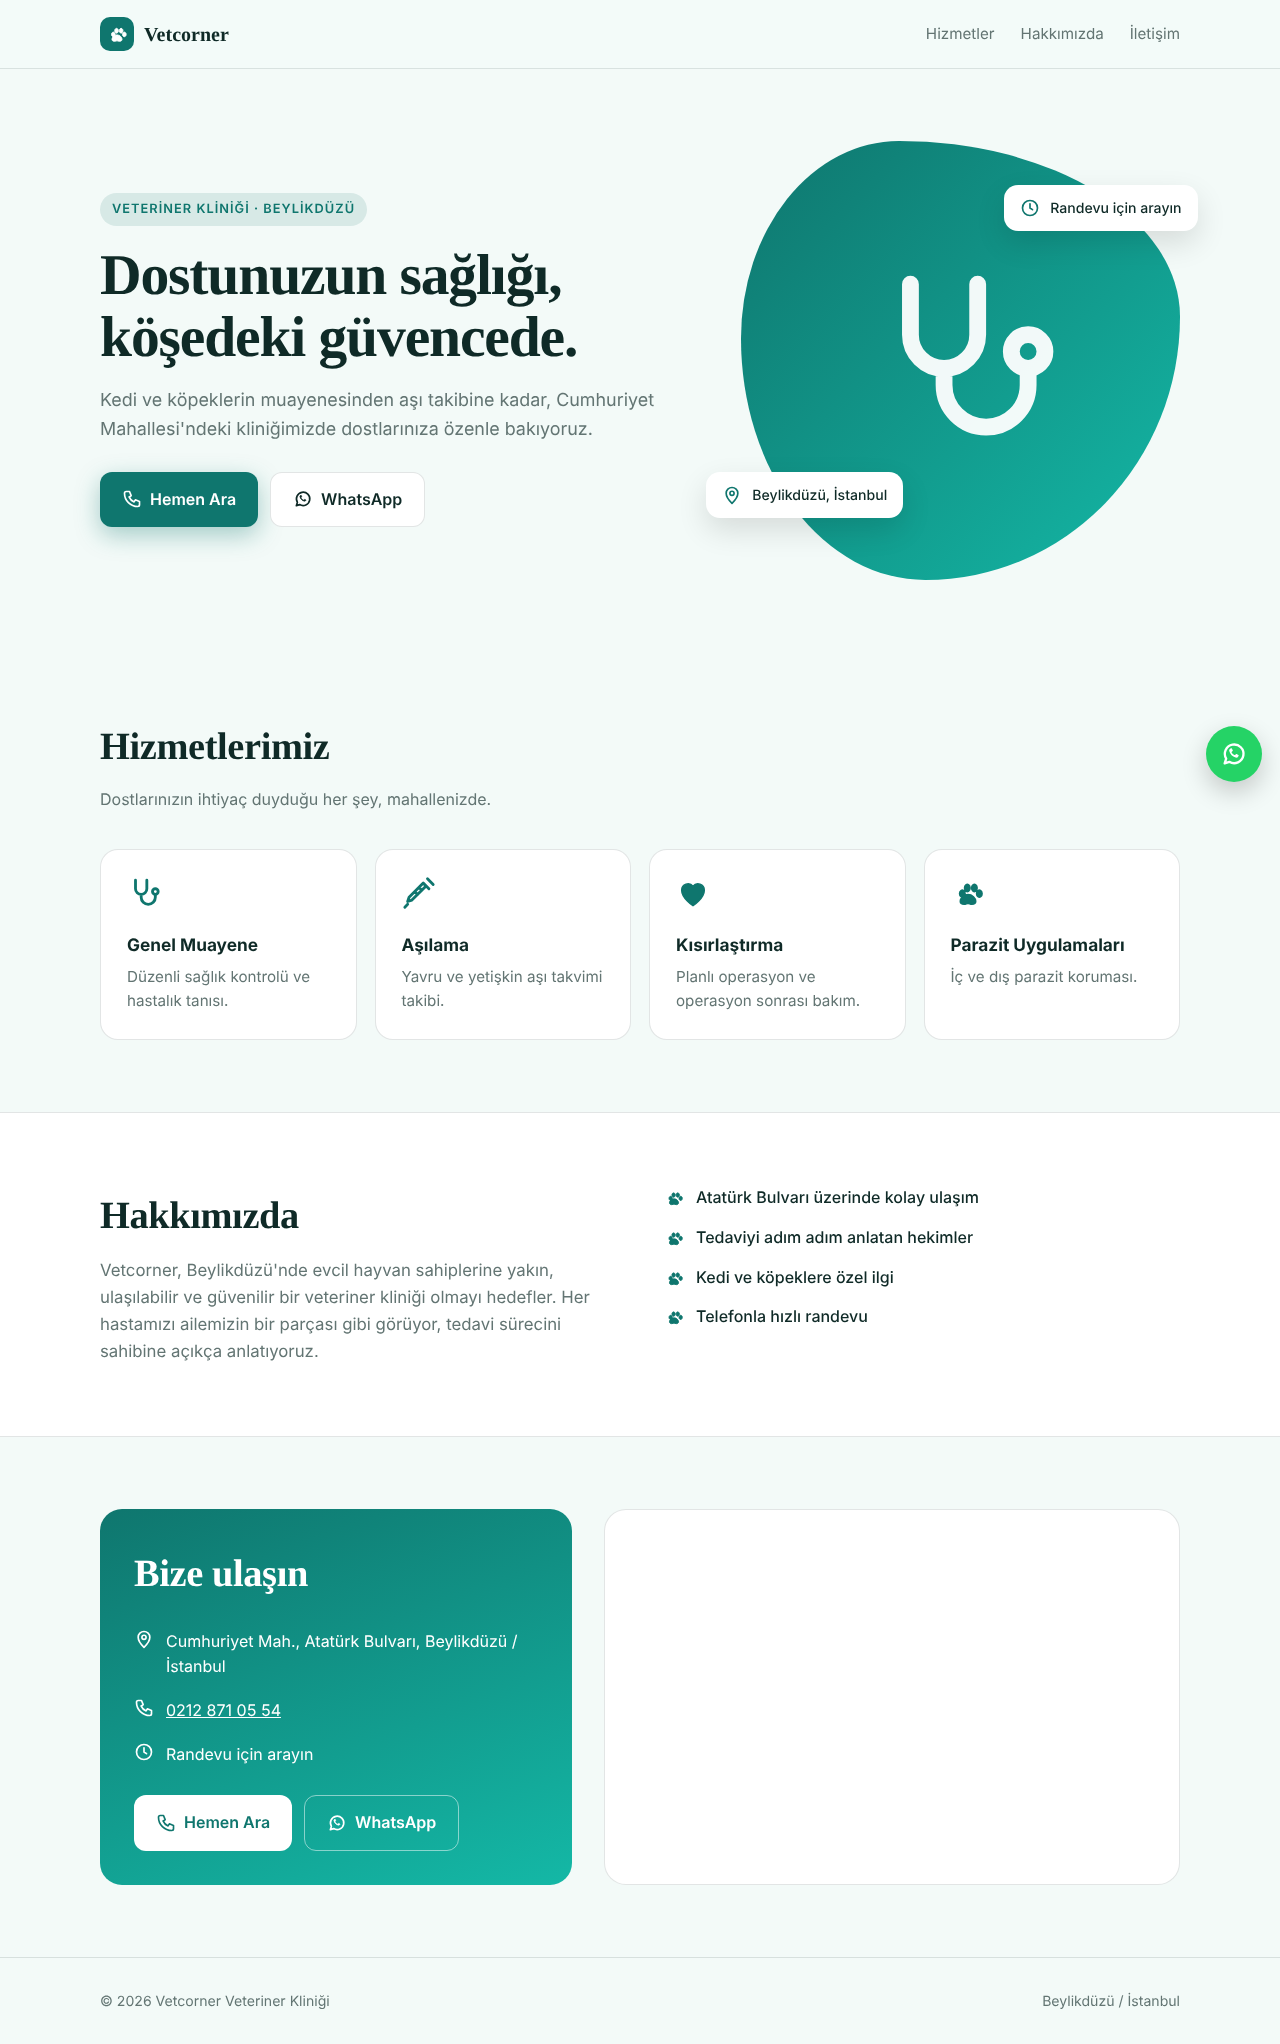 Vetcorner
Hizmetler
Hakkımızda
İletişim
VETERİNER KLİNİĞİ · BEYLİKDÜZÜ
Dostunuzun sağlığı,
köşedeki güvencede.
Kedi ve köpeklerin muayenesinden aşı takibine kadar, Cumhuriyet
Mahallesi'ndeki kliniğimizde dostlarınıza özenle bakıyoruz.
Hemen Ara
WhatsApp
Randevu için arayın
Beylikdüzü, İstanbul
Hizmetlerimiz
Dostlarınızın ihtiyaç duyduğu her şey, mahallenizde.
Genel Muayene
Düzenli sağlık kontrolü ve
hastalık tanısı.
Aşılama
Yavru ve yetişkin aşı takvimi
takibi.
Kısırlaştırma
Planlı operasyon ve
operasyon sonrası bakım.
Parazit Uygulamaları
İç ve dış parazit koruması.
Hakkımızda
Vetcorner, Beylikdüzü'nde evcil hayvan sahiplerine yakın,
ulaşılabilir ve güvenilir bir veteriner kliniği olmayı hedefler. Her
hastamızı ailemizin bir parçası gibi görüyor, tedavi sürecini
sahibine açıkça anlatıyoruz.
Atatürk Bulvarı üzerinde kolay ulaşım
Tedaviyi adım adım anlatan hekimler
Kedi ve köpeklere özel ilgi
Telefonla hızlı randevu
Bize ulaşın
Cumhuriyet Mah., Atatürk Bulvarı, Beylikdüzü /
İstanbul
0212 871 05 54
Randevu için arayın
Hemen Ara
WhatsApp
© 2026 Vetcorner Veteriner Kliniği
Beylikdüzü / İstanbul